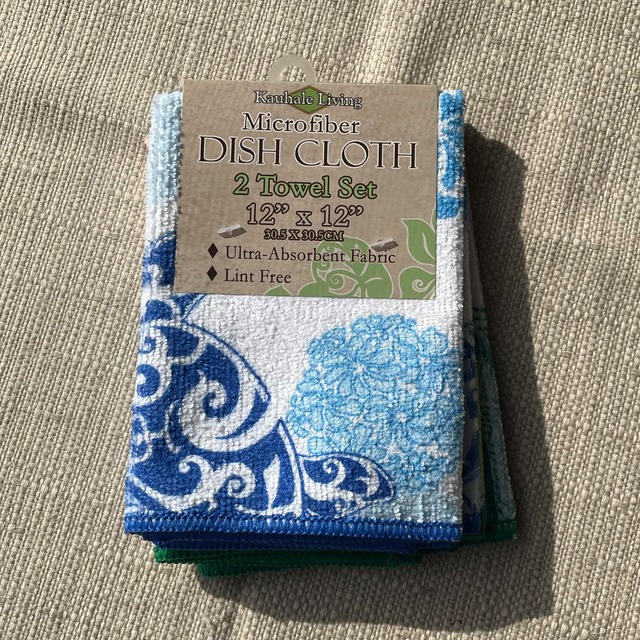 Kauhale Living
Microfiber
DISH CLOTH
2 Towel Set
12” x 12”
30.5 X 30.5CM
♦ Ultra-Absorbent Fabric
♦ Lint Free